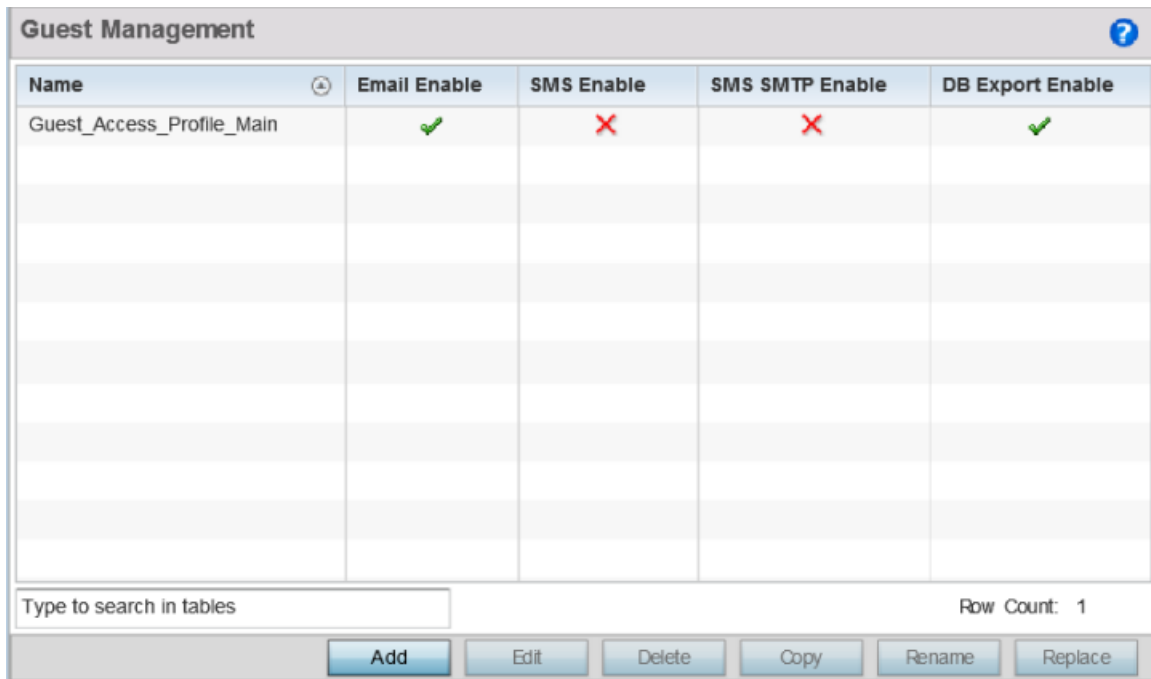 Guest Management
Name Email Enable SMS Enable SMS SMTP Enable DB Export Enable
Guest_Access_Profile_Main
Type to search in tables Row Count: 1
Add Edit Delete Copy Rename Replace